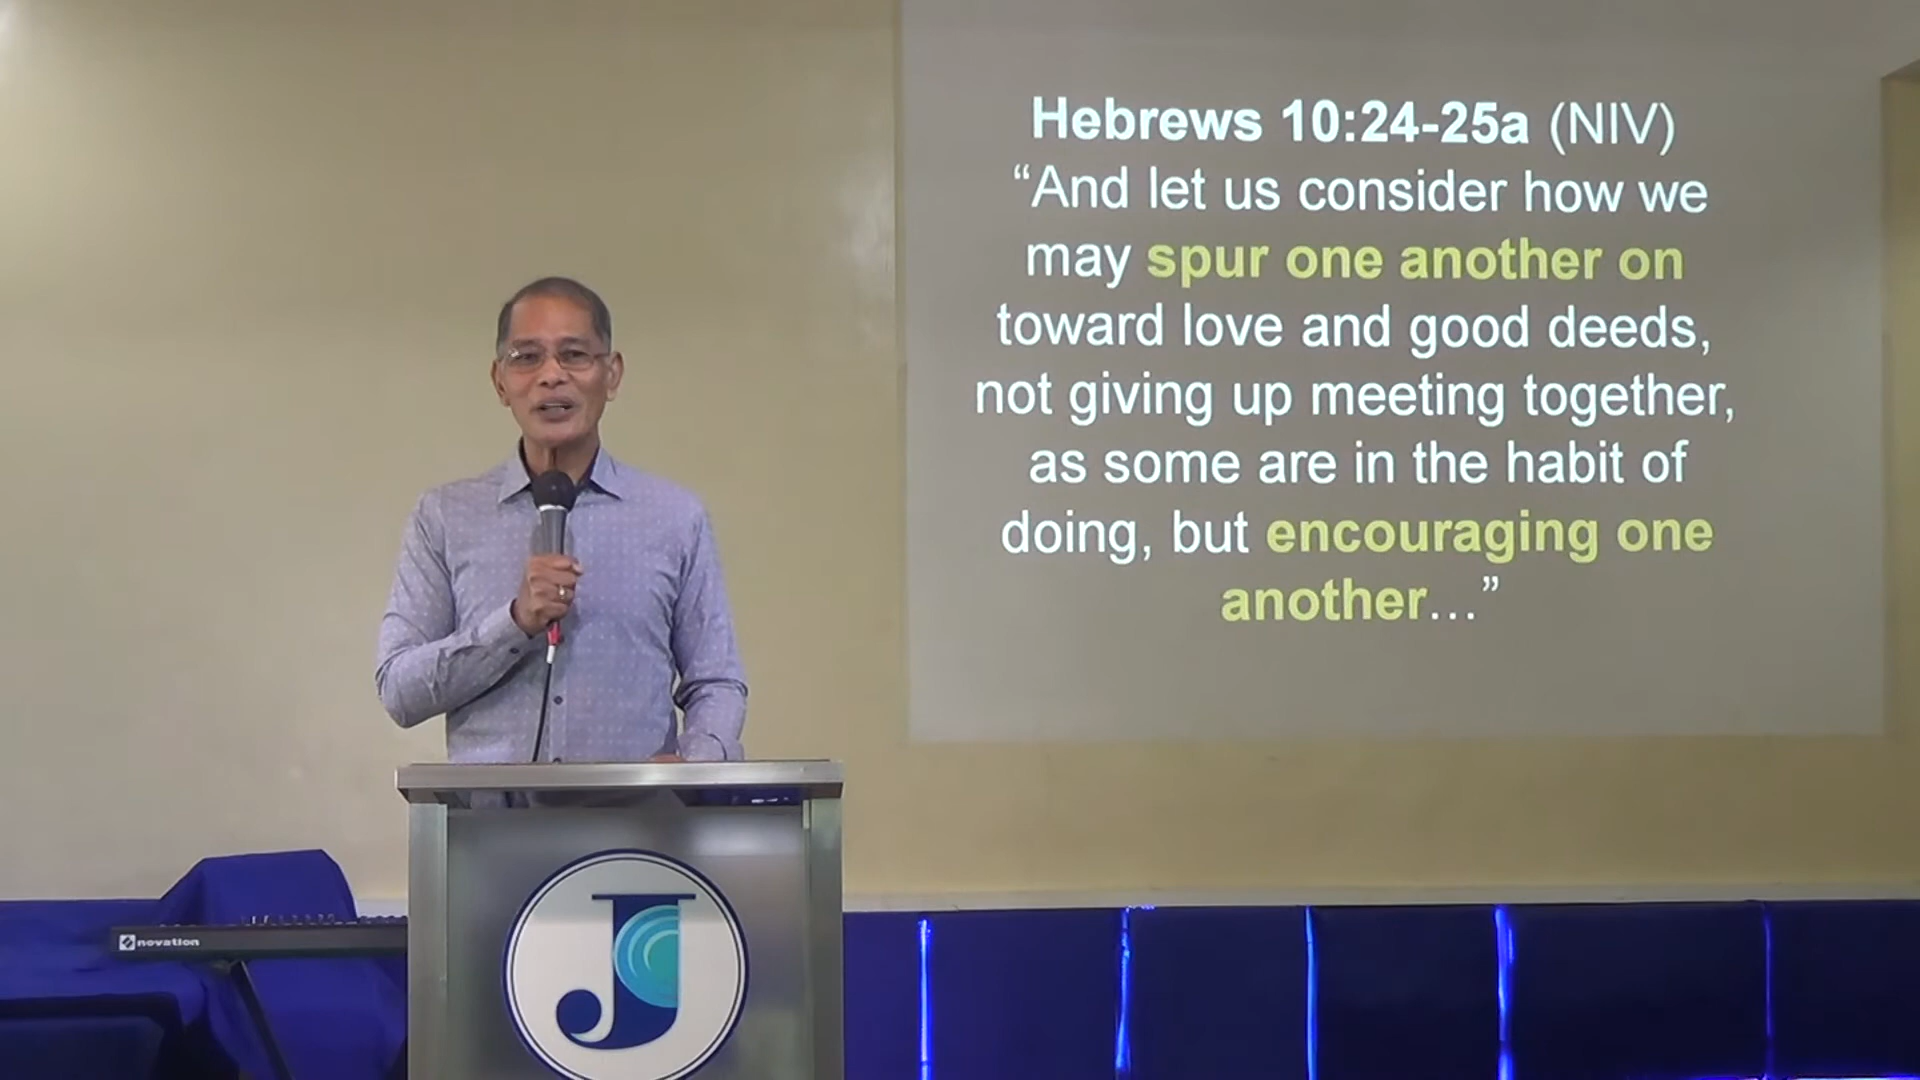 Hebrews 10:24-25a (NIV)
“And let us consider how we
may spur one another on
toward love and good deeds,
not giving up meeting together,
as some are in the habit of
doing, but encouraging one
another…”
novation
J